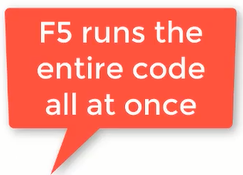 F5 runs the
entire code
all at once